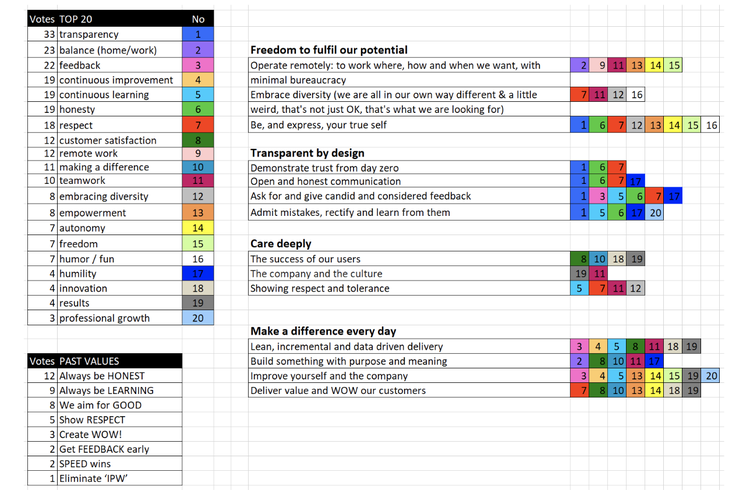 Votes TOP 20 No
33 transparency 1
23 balance (home/work) 2
22 feedback 3
19 continuous improvement 4
19 continuous learning 5
19 honesty 6
18 respect 7
12 customer satisfaction 8
12 remote work 9
11 making a difference 10
10 teamwork 11
8 embracing diversity 12
8 empowerment 13
7 autonomy 14
7 freedom 15
7 humor / fun 16
4 humility 17
4 innovation 18
4 results 19
3 professional growth 20
Votes PAST VALUES
12 Always be HONEST
9 Always be LEARNING
8 We aim for GOOD
5 Show RESPECT
3 Create WOW!
2 Get FEEDBACK early
2 SPEED wins
1 Eliminate ‘IPW’
Freedom to fulfil our potential
Operate remotely: to work where, how and when we want, with 2 9 11 13 14 15
minimal bureaucracy
Embrace diversity (we are all in our own way different & a little 7 11 12 16
weird, that's not just OK, that's what we are looking for)
Be, and express, your true self 1 6 7 12 13 14 15 16
Transparent by design
Demonstrate trust from day zero 1 6 7
Open and honest communication 1 6 7 17
Ask for and give candid and considered feedback 1 3 5 6 7 17
Admit mistakes, rectify and learn from them 1 5 6 17 20
Care deeply
The success of our users 8 10 18 19
The company and the culture 19 11
Showing respect and tolerance 5 7 11 12
Make a difference every day
Lean, incremental and data driven delivery 3 4 5 8 11 18 19
Build something with purpose and meaning 2 8 10 11 17
Improve yourself and the company 3 4 5 13 14 15 19 20
Deliver value and WOW our customers 7 8 10 13 14 18 19